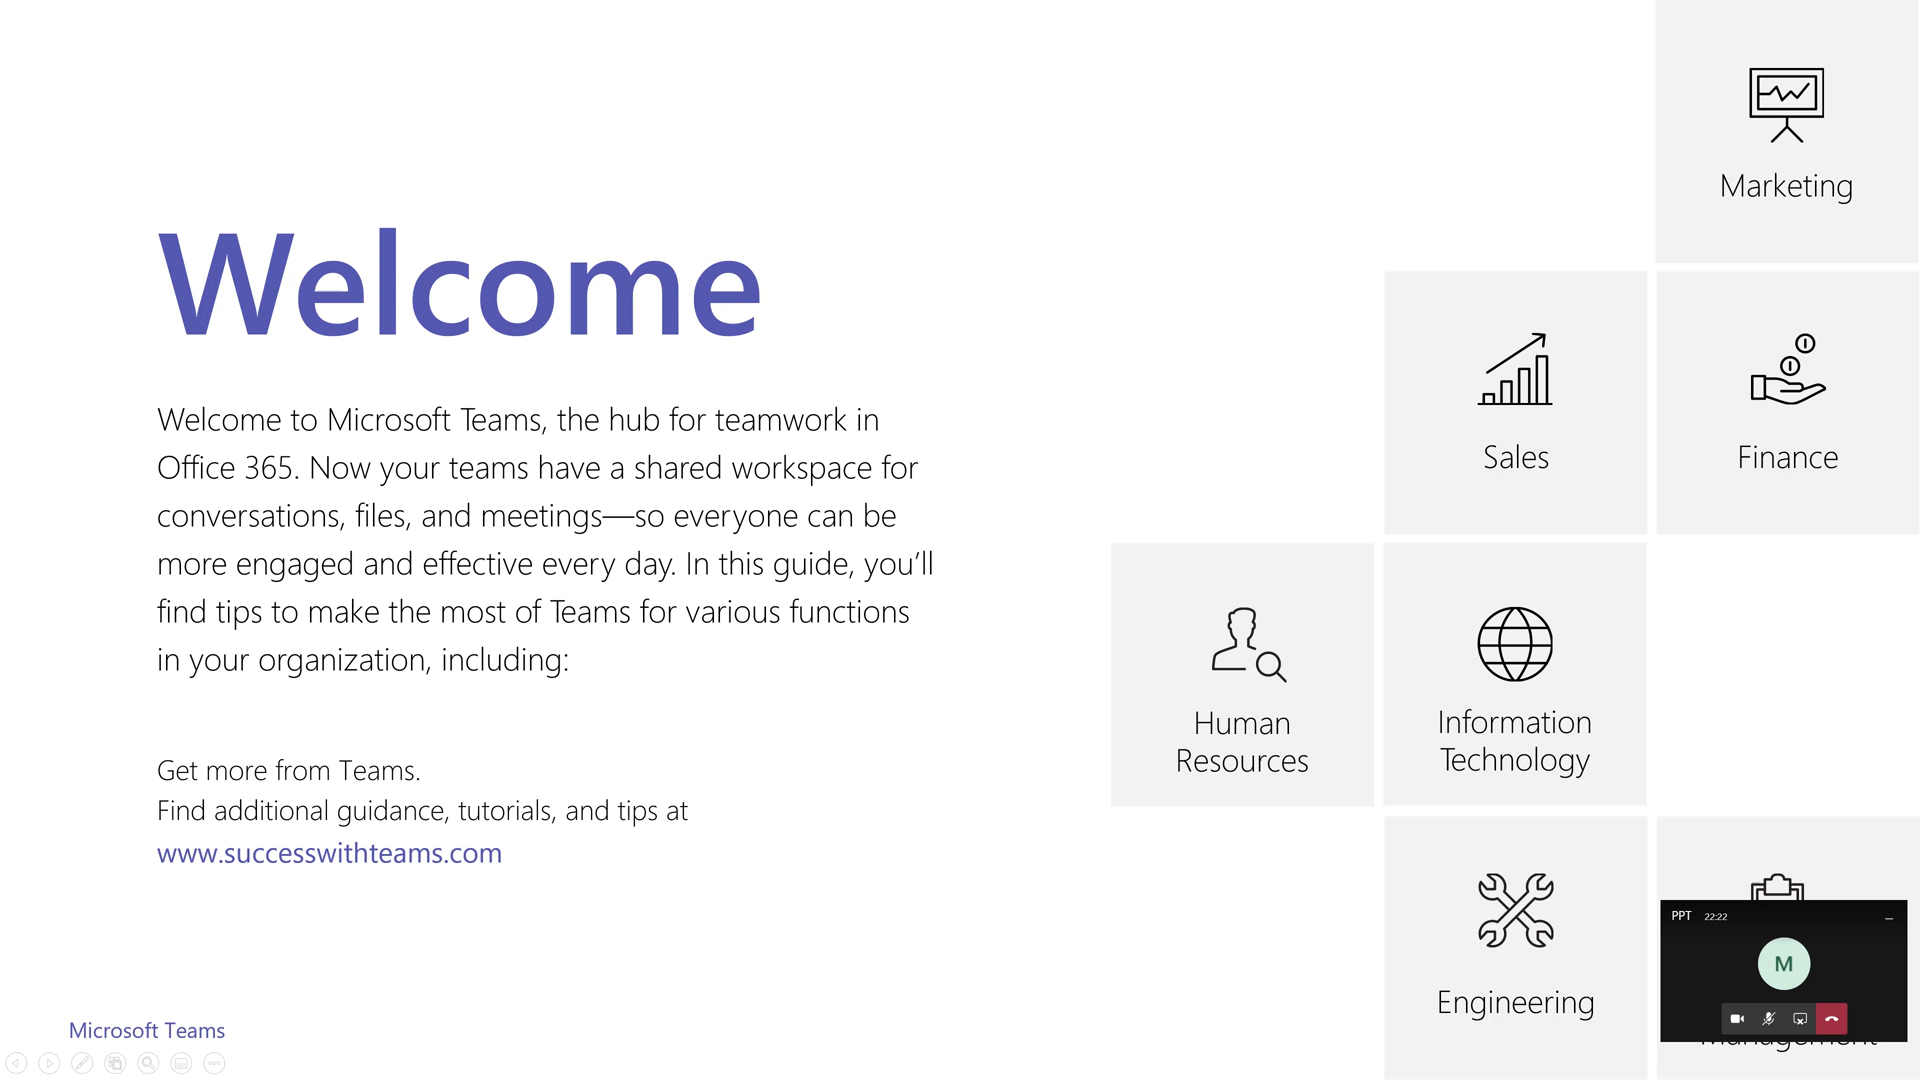 Welcome
Welcome to Microsoft Teams, the hub for teamwork in
Office 365. Now your teams have a shared workspace for
conversations, files, and meetings—so everyone can be
more engaged and effective every day. In this guide, you’ll
find tips to make the most of Teams for various functions
in your organization, including:
Get more from Teams.
Find additional guidance, tutorials, and tips at
www.successwithteams.com
Microsoft Teams
Marketing
Sales
Finance
Human
Resources
Information
Technology
Engineering
PPT 22:22
M